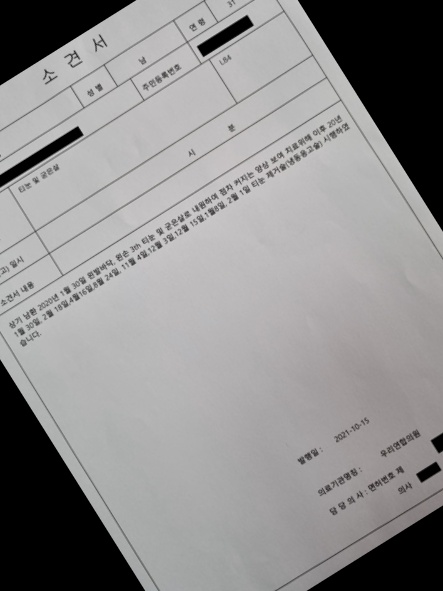 소 견 서
성 별 남 연 령 31
주민등록번호
티눈 및 굳은살 L84
시 분
일시
소견서 내용
상기 남환 2020년 1월 30일 왼발바닥, 왼손 3th 티눈 및 굳은살로 내원하여 점차 커지는 양상 보여 치료위해 이후 20년
1월 30일, 2월 18일,4월16일,8월 24일, 11월 4일,12월 3일,12월 15일,1월8일, 2월 1일 티눈 제거술(냉동응고술) 시행하였
습니다.
발행일 : 2021-10-15
의료기관명칭 : 우리연합의원
담 당 의 사 : 면허번호 제
의사